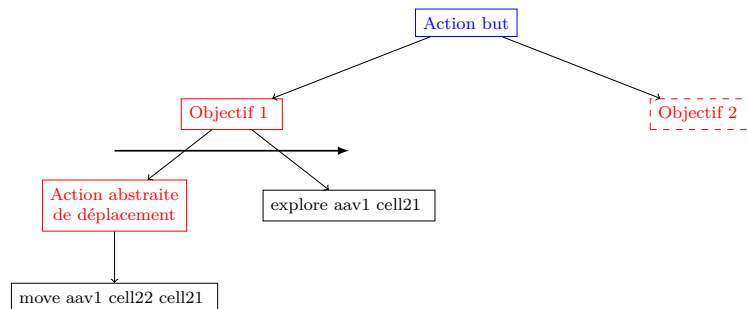 Action but
Objectif 1
Objectif 2
Action abstraite
de déplacement
explore aav1 cell21
move aav1 cell22 cell21